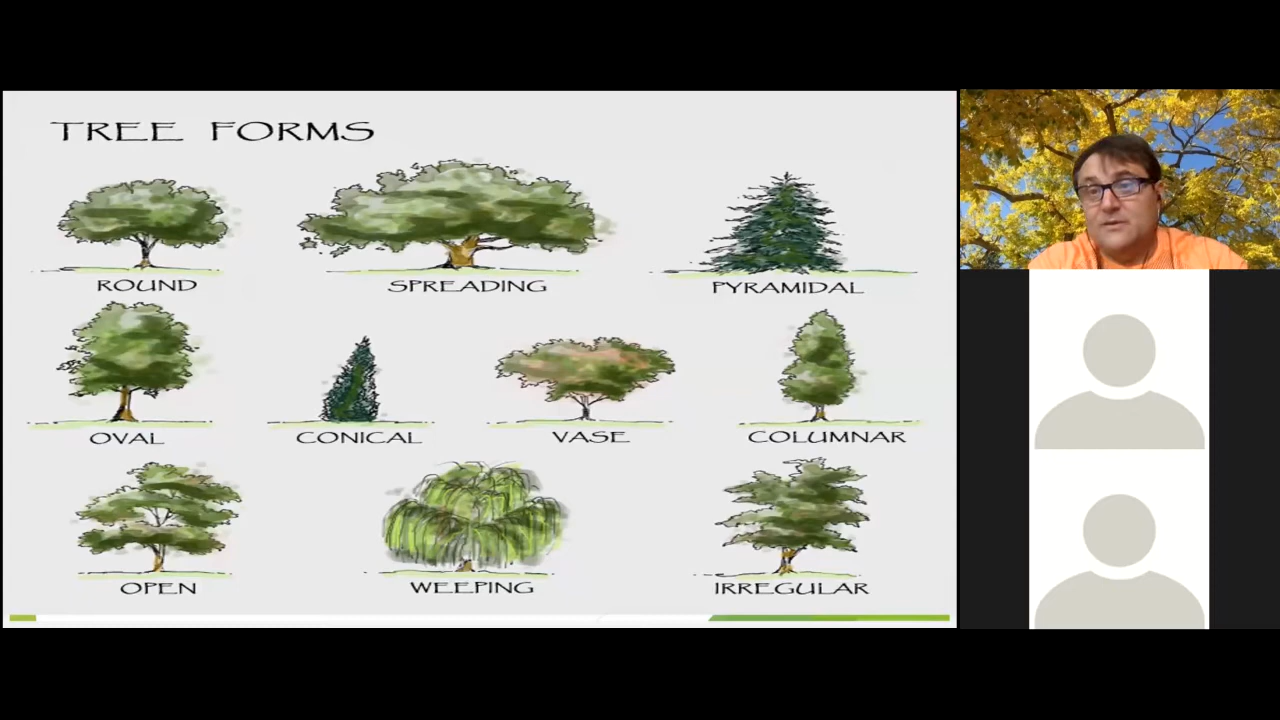 TREE FORMS
ROUND
SPREADING
PYRAMIDAL
OVAL
CONICAL
VASE
COLUMNAR
OPEN
WEEPING
IRREGULAR